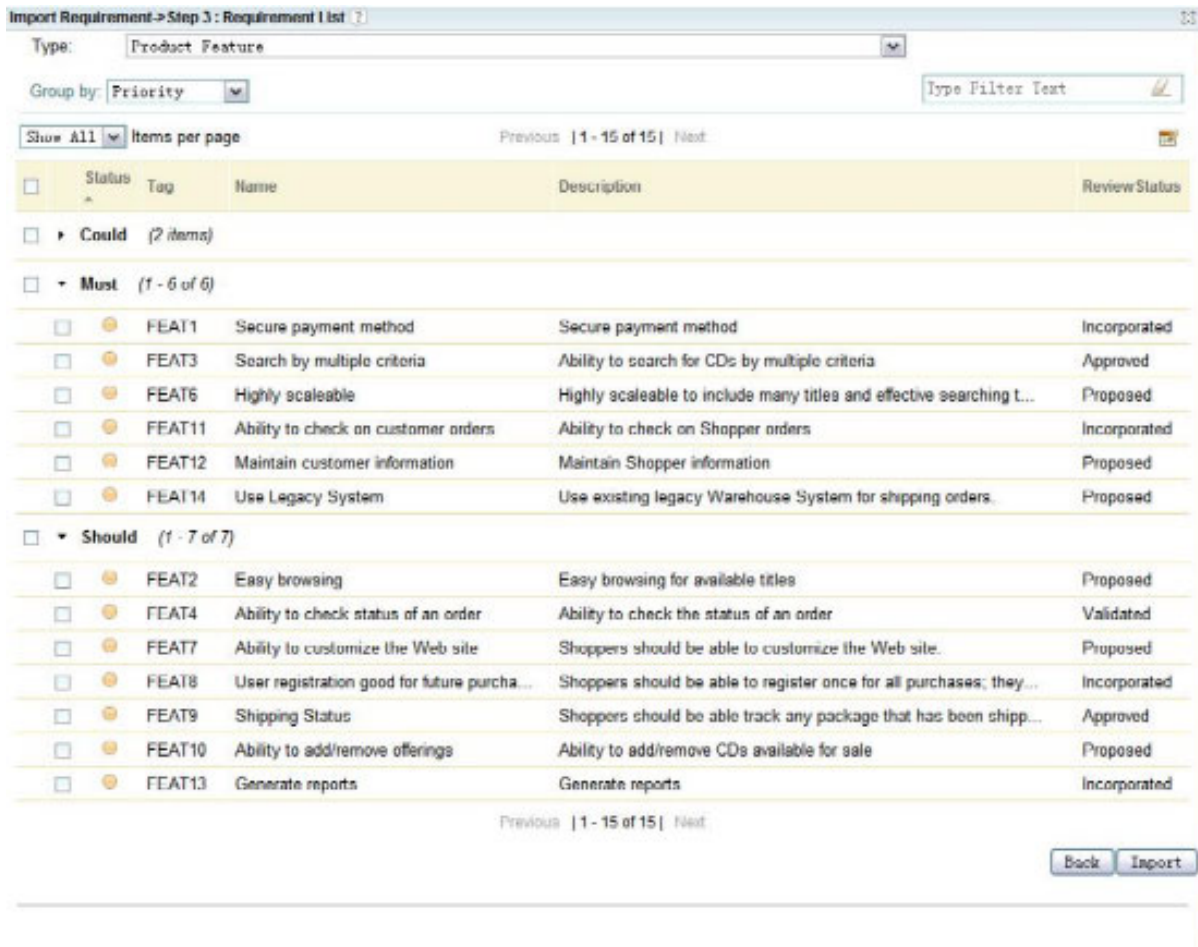 Import Requirement->Step 3 : Requirement List ?
Type: Product Feature
Group by: Priority Type Filter Text
Show All Items per page Previous | 1 - 15 of 15 | Next
Status Tag Name Description Review Status
Could (2 items)
Must (1 - 6 of 6)
FEAT1 Secure payment method Secure payment method Incorporated
FEAT3 Search by multiple criteria Ability to search for CDs by multiple criteria Approved
FEAT6 Highly scaleable Highly scaleable to include many titles and effective searching t... Proposed
FEAT11 Ability to check on customer orders Ability to check on Shopper orders Incorporated
FEAT12 Maintain customer information Maintain Shopper information Proposed
FEAT14 Use Legacy System Use existing legacy Warehouse System for shipping orders. Proposed
Should (1 - 7 of 7)
FEAT2 Easy browsing Easy browsing for available titles Proposed
FEAT4 Ability to check status of an order Ability to check the status of an order Validated
FEAT7 Ability to customize the Web site Shoppers should be able to customize the Web site. Proposed
FEAT8 User registration good for future purcha... Shoppers should be able to register once for all purchases; they... Incorporated
FEAT9 Shipping Status Shoppers should be able track any package that has been shipp... Approved
FEAT10 Ability to add/remove offerings Ability to add/remove CDs available for sale Proposed
FEAT13 Generate reports Generate reports Incorporated
Previous | 1 - 15 of 15 | Next
Back Import